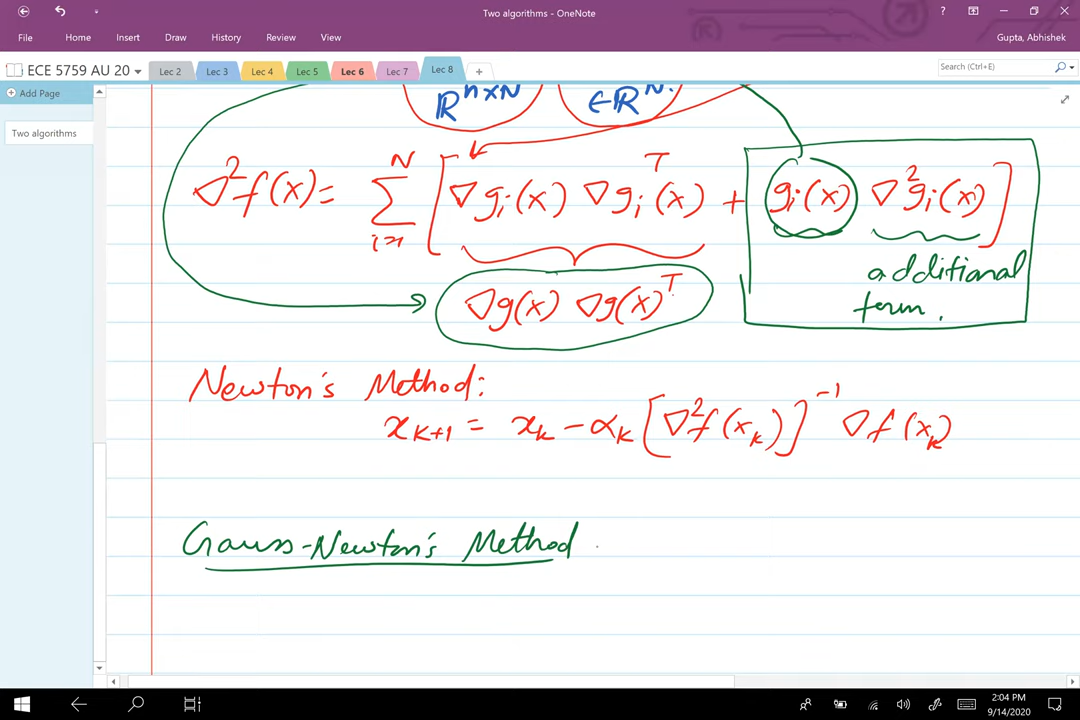 Two algorithms - OneNote
?
File
Home
Insert
Draw
History
Review
View
Gupta, Abhishek
ECE 5759 AU 20
Lec 2
Lec 3
Lec 4
Lec 5
Lec 6
Lec 7
Lec 8
+
Search (Ctrl+E)
Add Page
Two algorithms
ℝ^{n×N}
∈ℝ^N.
∇²f(x)= Σ_{i=1}^{N} [∇g_i(x) ∇g_i^T(x) + g_i(x) ∇²g_i(x)]
additional
term.
∇g(x) ∇g(x)^T
Newton's Method:
x_{k+1} = x_k - α_k [∇²f(x_k)]^{-1} ∇f(x_k)
Gauss-Newton's Method
2:04 PM
9/14/2020